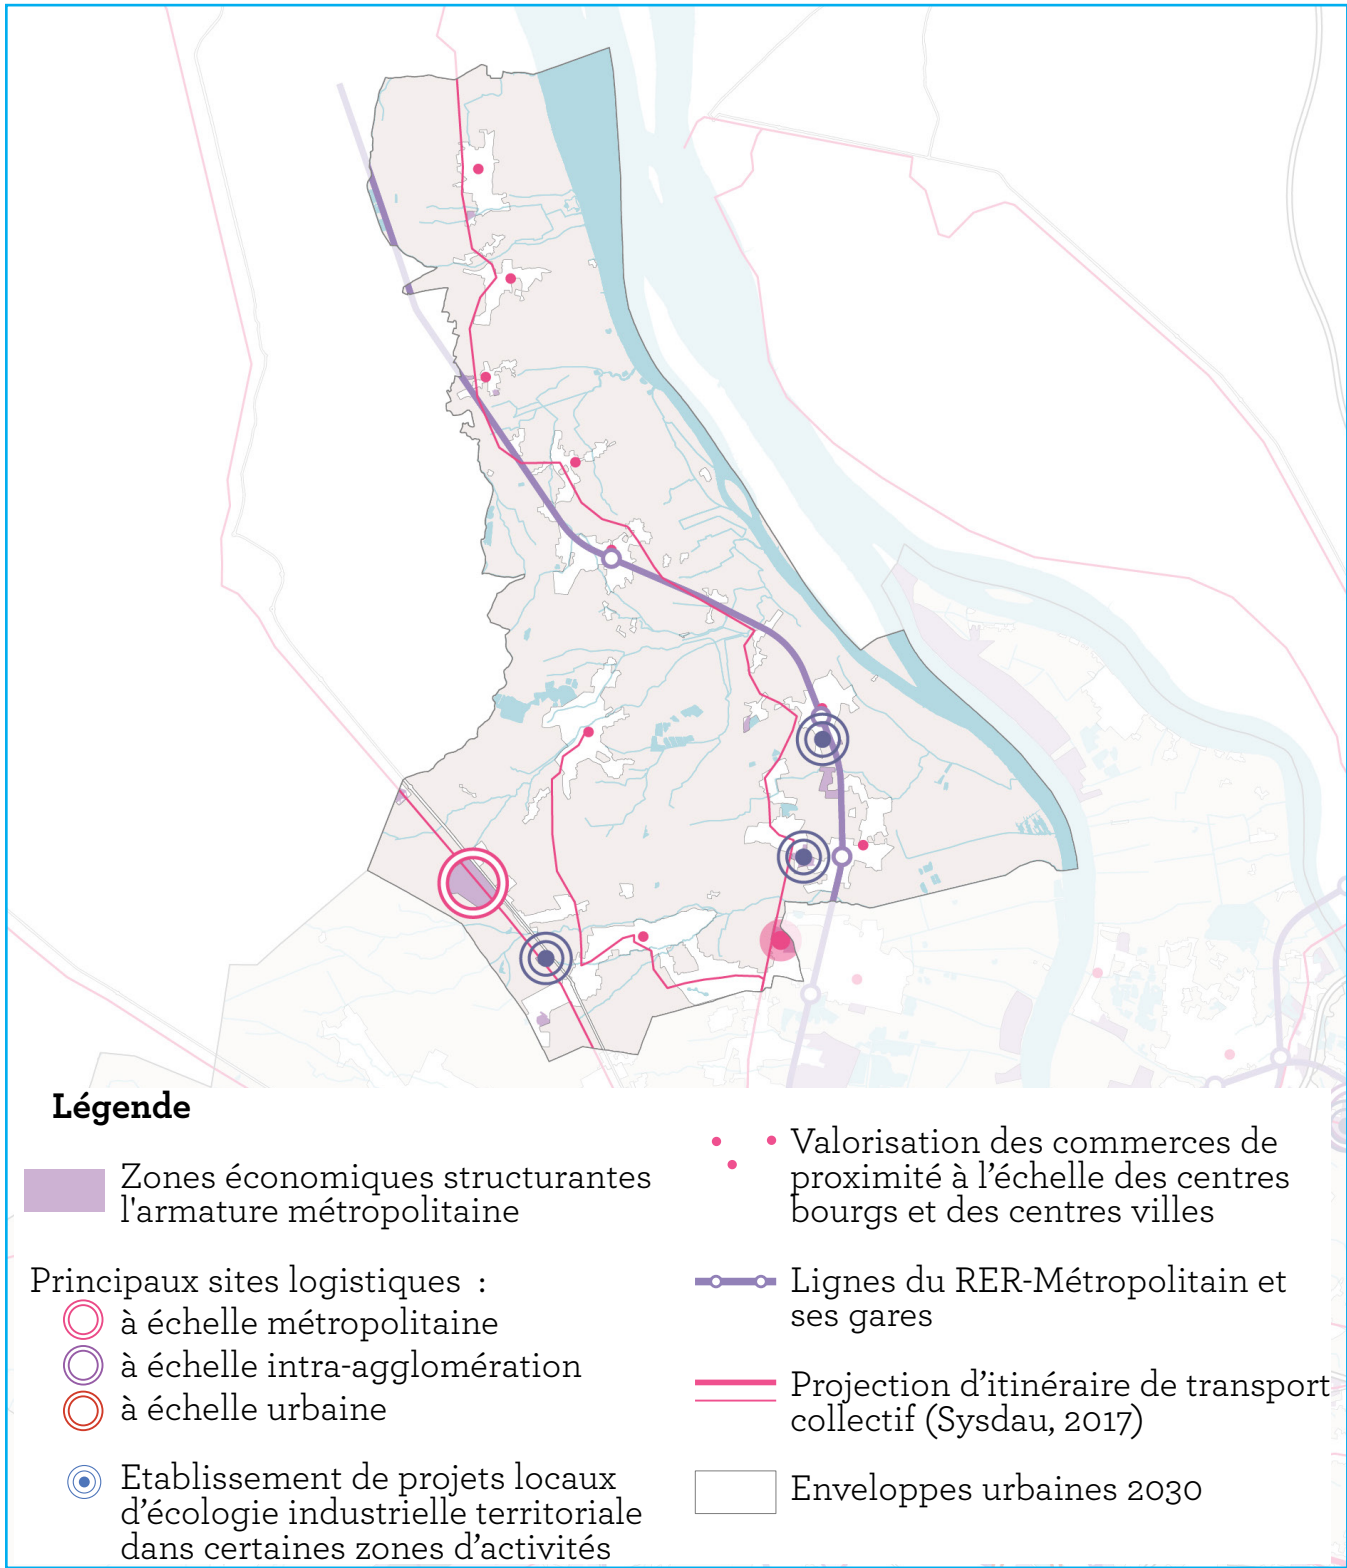 Légende
Zones économiques structurantes
l'armature métropolitaine
Principaux sites logistiques :
à échelle métropolitaine
à échelle intra-agglomération
à échelle urbaine
Etablissement de projets locaux
d’écologie industrielle territoriale
dans certaines zones d’activités
Valorisation des commerces de
proximité à l’échelle des centres
bourgs et des centres villes
Lignes du RER-Métropolitain et
ses gares
Projection d’itinéraire de transport
collectif (Sysdau, 2017)
Enveloppes urbaines 2030